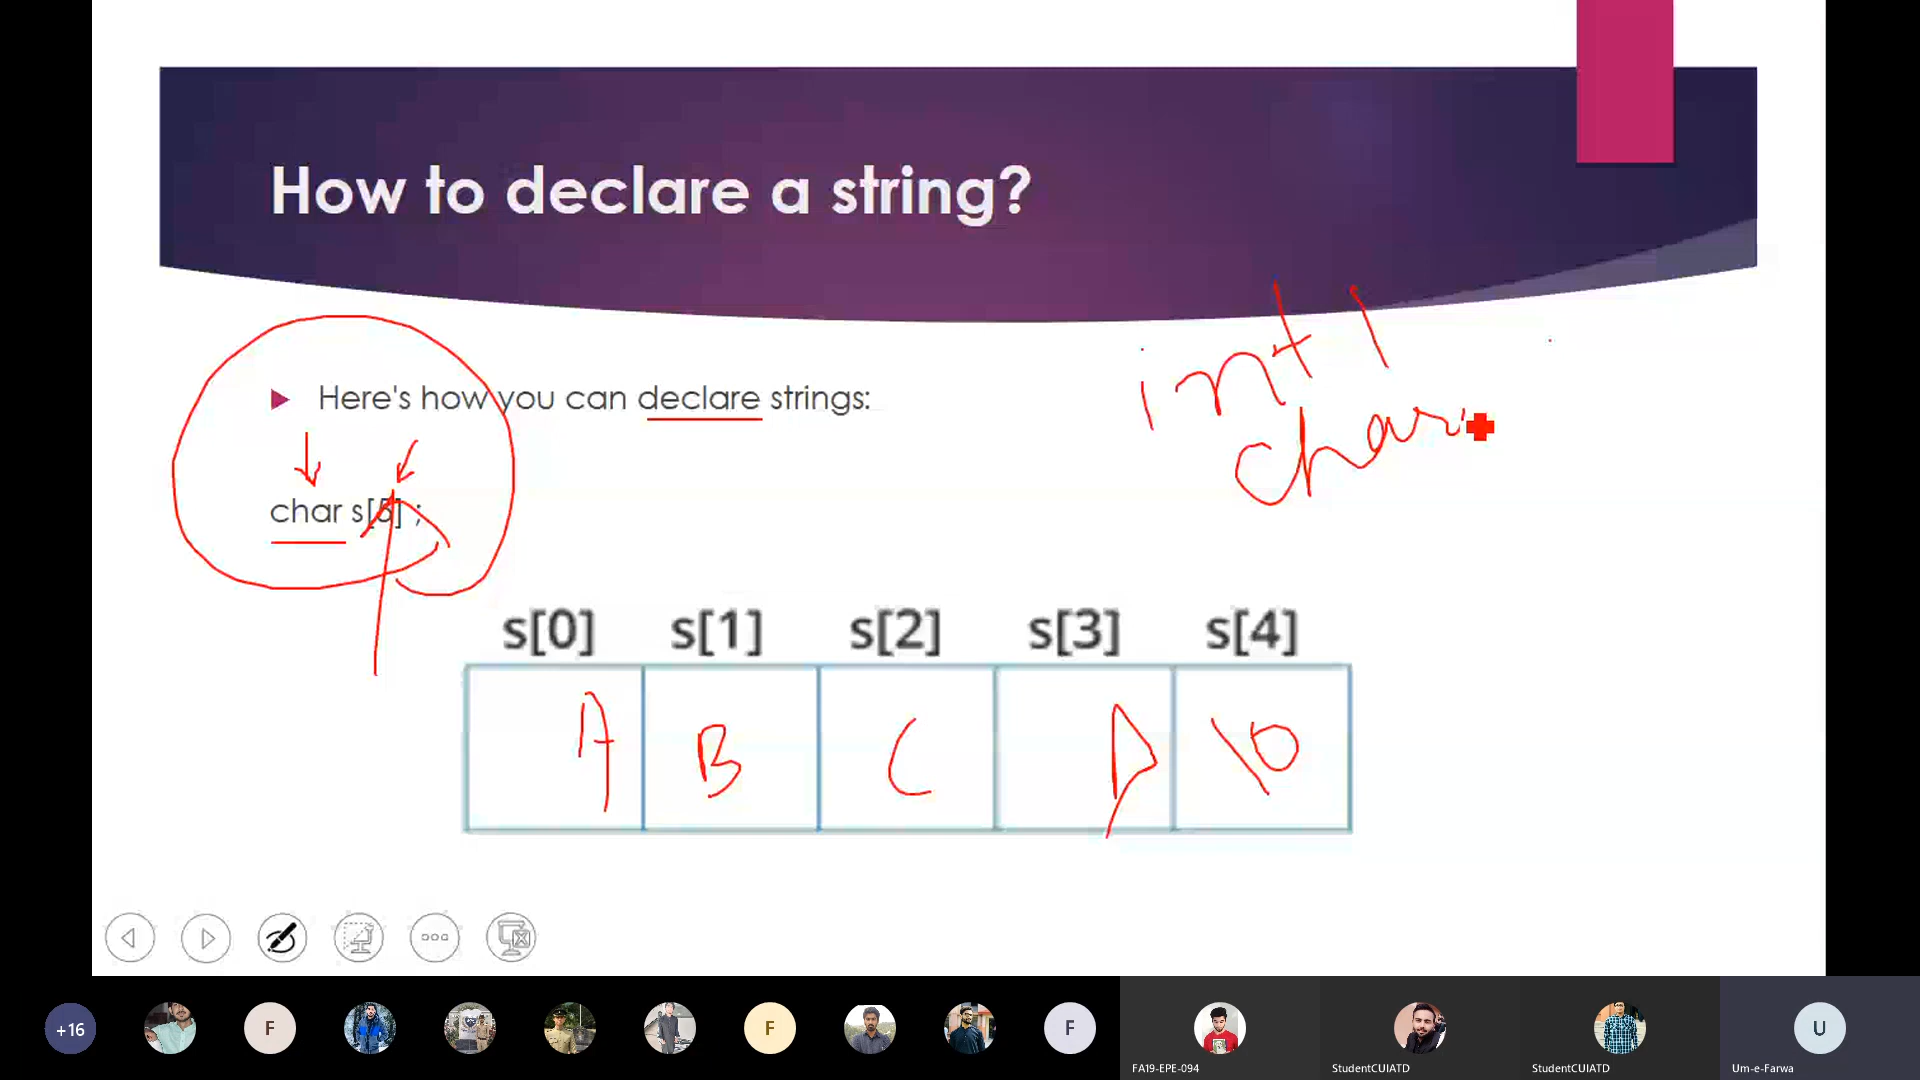 How to declare a string?
int 1
Here's how you can declare strings:
char
char s[5] ;
s[0] s[1] s[2] s[3] s[4]
A B C D \0
+16 F F F U
FA19-EPE-094 StudentCUIATD StudentCUIATD Um-e-Farwa